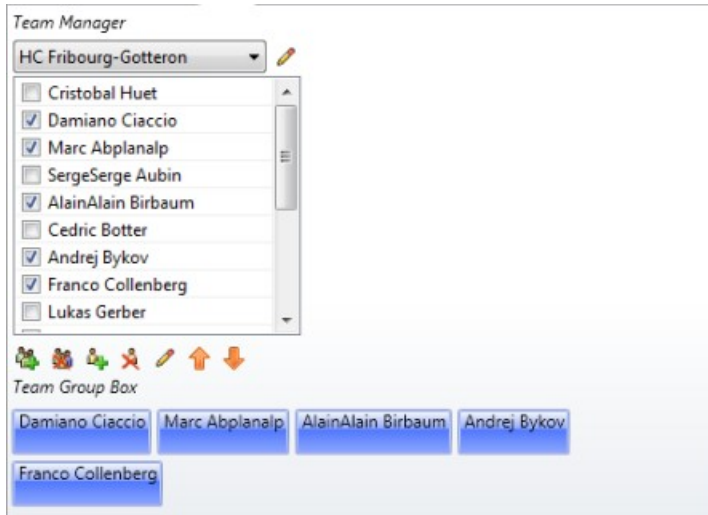 Team Manager
HC Fribourg-Gotteron
Cristobal Huet
Damiano Ciaccio
Marc Abplanalp
SergeSerge Aubin
AlainAlain Birbaum
Cedric Botter
Andrej Bykov
Franco Collenberg
Lukas Gerber
Team Group Box
Damiano Ciaccio Marc Abplanalp AlainAlain Birbaum Andrej Bykov
Franco Collenberg